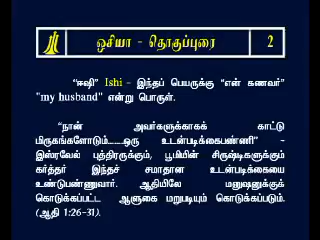 ஒசியா - தொகுப்புரை 2
“ஈஷி” Ishi – இந்தப் பெயருக்கு “என் கணவர்”
"my husband" என்று பொருள்.
“நான் அவர்களுக்காகக் காட்டு
மிருகங்களோடும்......ஒரு உடன்படிக்கைபண்ணி” –
இஸ்ரவேல் புத்திரருக்கும், பூமியின் சிருஷ்டிகளுக்கும்
கர்த்தர் இந்தச் சமாதான உடன்படிக்கையை
உண்டுபண்ணுவார். ஆதியிலே மனுஷனுக்குக்
கொடுக்கப்பட்ட ஆளுகை மறுபடியும் கொடுக்கப்படும்.
(ஆதி 1:26-31).